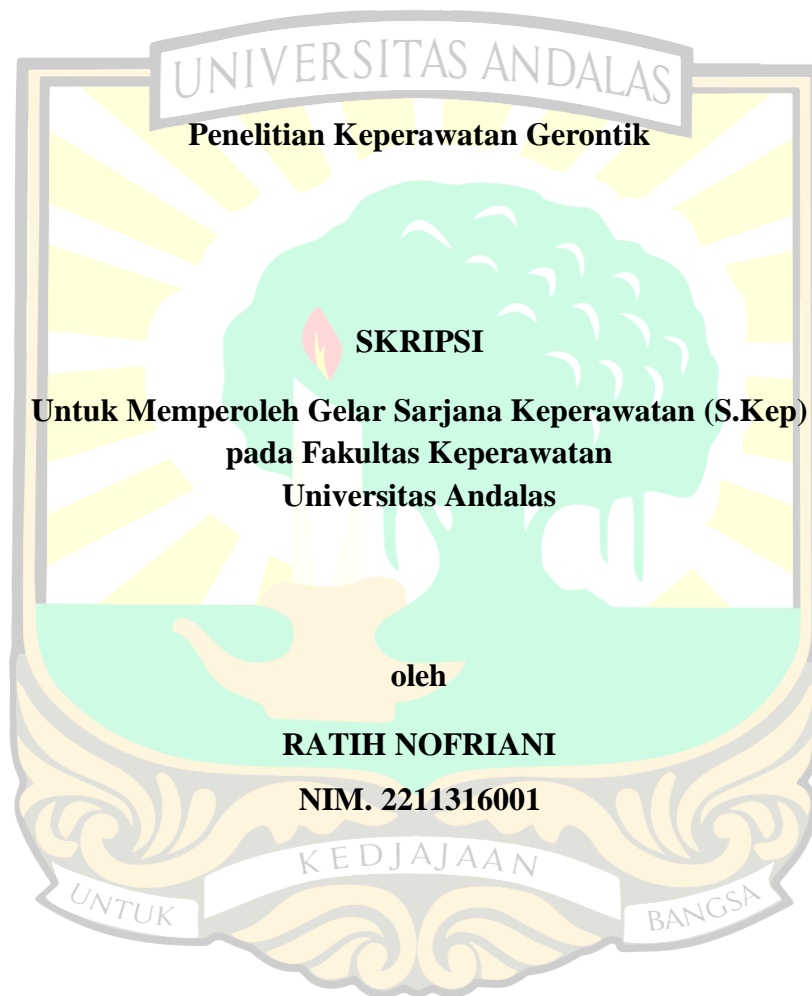 UNIVERSITAS ANDALAS
Penelitian Keperawatan Gerontik
SKRIPSI
Untuk Memperoleh Gelar Sarjana Keperawatan (S.Kep)
pada Fakultas Keperawatan
Universitas Andalas
oleh
RATIH NOFRIANI
NIM. 2211316001
UNTUK KEDJAJAAN BANGSA